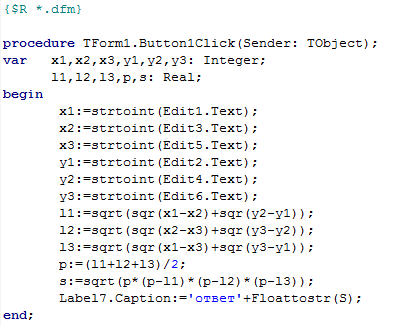 {$R *.dfm}
procedure TForm1.Button1Click(Sender: TObject);
var x1,x2,x3,y1,y2,y3: Integer;
l1,l2,l3,p,s: Real;
begin
x1:=strtoint(Edit1.Text);
x2:=strtoint(Edit3.Text);
x3:=strtoint(Edit5.Text);
y1:=strtoint(Edit2.Text);
y2:=strtoint(Edit4.Text);
y3:=strtoint(Edit6.Text);
l1:=sqrt(sqr(x1-x2)+sqr(y2-y1));
l2:=sqrt(sqr(x2-x3)+sqr(y3-y2));
l3:=sqrt(sqr(x1-x3)+sqr(y3-y1));
p:=(l1+l2+l3)/2;
s:=sqrt(p*(p-l1)*(p-l2)*(p-l3));
Label7.Caption:='ответ'+Floattostr(S);
end;